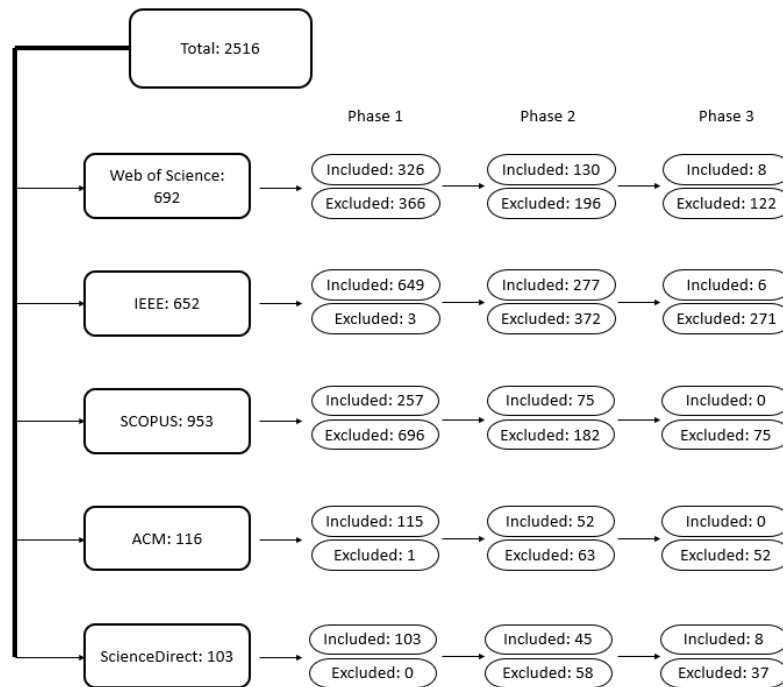 Total: 2516
Phase 1
Phase 2
Phase 3
Web of Science:
692
Included: 326
Excluded: 366
Included: 130
Excluded: 196
Included: 8
Excluded: 122
IEEE: 652
Included: 649
Excluded: 3
Included: 277
Excluded: 372
Included: 6
Excluded: 271
SCOPUS: 953
Included: 257
Excluded: 696
Included: 75
Excluded: 182
Included: 0
Excluded: 75
ACM: 116
Included: 115
Excluded: 1
Included: 52
Excluded: 63
Included: 0
Excluded: 52
ScienceDirect: 103
Included: 103
Excluded: 0
Included: 45
Excluded: 58
Included: 8
Excluded: 37